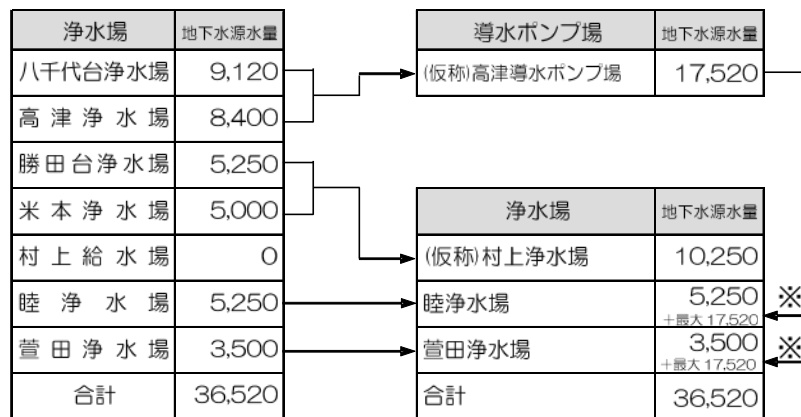 浄水場 地下水源水量
八千代台浄水場 9,120
高津浄水場 8,400
勝田台浄水場 5,250
米本浄水場 5,000
村上給水場 0
睦浄水場 5,250
萱田浄水場 3,500
合計 36,520
導水ポンプ場 地下水源水量
(仮称)高津導水ポンプ場 17,520
浄水場 地下水源水量
(仮称)村上浄水場 10,250
睦浄水場 5,250 ※
+最大 17,520
萱田浄水場 3,500 ※
+最大 17,520
合計 36,520